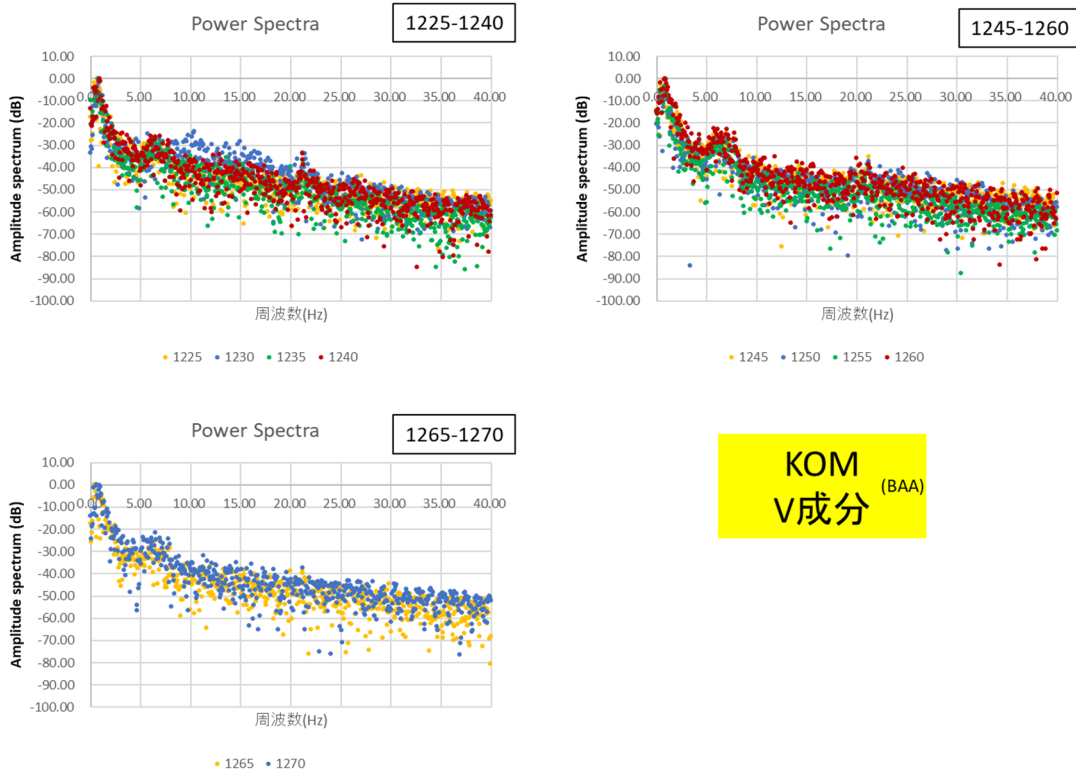 Power Spectra
1225-1240
10.00
0.00
-10.00
-20.00
-30.00
-40.00
-50.00
-60.00
-70.00
-80.00
-90.00
-100.00
0.00 5.00 10.00 15.00 20.00 25.00 30.00 35.00 40.00
Amplitude spectrum (dB)
周波数(Hz)
1225 1230 1235 1240
Power Spectra
1245-1260
10.00
0.00
-10.00
-20.00
-30.00
-40.00
-50.00
-60.00
-70.00
-80.00
-90.00
-100.00
0.00 5.00 10.00 15.00 20.00 25.00 30.00 35.00 40.00
Amplitude spectrum (dB)
周波数(Hz)
1245 1250 1255 1260
Power Spectra
1265-1270
10.00
0.00
-10.00
-20.00
-30.00
-40.00
-50.00
-60.00
-70.00
-80.00
-90.00
-100.00
0.00 5.00 10.00 15.00 20.00 25.00 30.00 35.00 40.00
Amplitude spectrum (dB)
周波数(Hz)
1265 1270
KOM
V成分 (BAA)